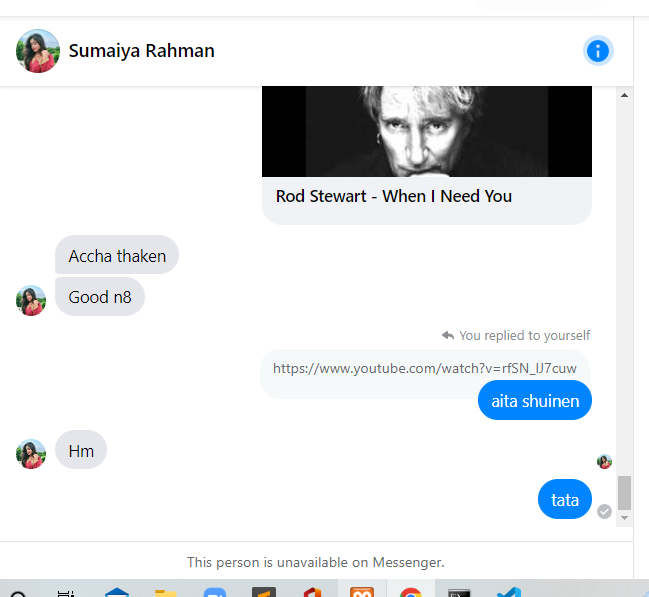 Sumaiya Rahman
Rod Stewart - When I Need You
Accha thaken
Good n8
You replied to yourself
https://www.youtube.com/watch?v=rfSN_IJ7cuw
aita shuinen
Hm
tata
This person is unavailable on Messenger.